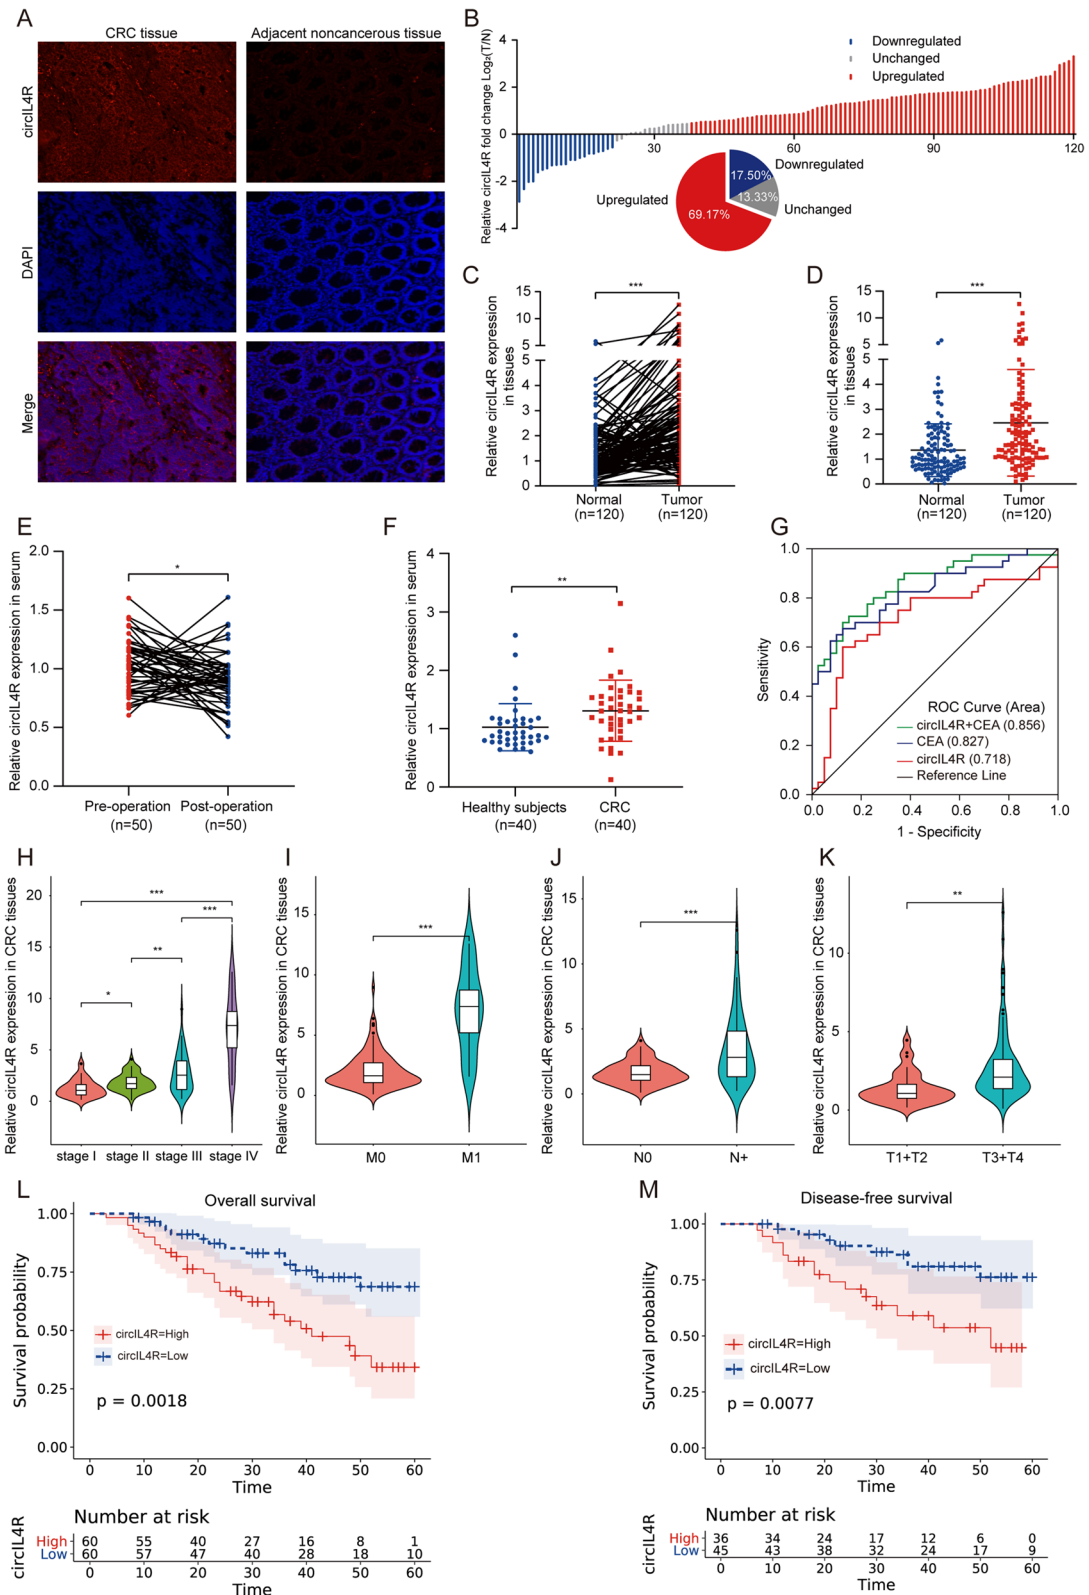 A
CRC tissue
Adjacent noncancerous tissue
circIL4R
DAPI
Merge
B
Relative circIL4R fold change Log₂(T/N)
4
2
0
-2
-4
30
60
90
120
Downregulated
Unchanged
Upregulated
Downregulated
17.50%
13.33%
Unchanged
Upregulated
69.17%
C
Relative circIL4R expression
in tissues
15
10
5
5
4
3
2
1
0
***
Normal
(n=120)
Tumor
(n=120)
D
Relative circIL4R expression
in tissues
15
10
5
5
4
3
2
1
0
***
Normal
(n=120)
Tumor
(n=120)
E
Relative circIL4R expression in serum
2.0
1.5
1.0
0.5
0.0
*
Pre-operation
(n=50)
Post-operation
(n=50)
F
Relative circIL4R expression in serum
4
3
2
1
0
**
Healthy subjects
(n=40)
CRC
(n=40)
G
Sensitivity
1.0
0.8
0.6
0.4
0.2
0.0
ROC Curve (Area)
circIL4R+CEA (0.856)
CEA (0.827)
circIL4R (0.718)
Reference Line
0.0 0.2 0.4 0.6 0.8 1.0
1 - Specificity
H
Relative circIL4R expression in CRC tissues
20
15
10
5
0
***
***
**
*
stage I stage II stage III stage IV
I
Relative circIL4R expression in CRC tissues
15
10
5
0
***
M0 M1
J
Relative circIL4R expression in CRC tissues
15
10
5
0
***
N0 N+
K
Relative circIL4R expression in CRC tissues
10
5
0
**
T1+T2 T3+T4
L
Overall survival
Survival probability
1.00
0.75
0.50
0.25
0.00
circIL4R=High
circIL4R=Low
p = 0.0018
0 10 20 30 40 50 60
Time
Number at risk
circIL4R
High 60 55 40 27 16 8 1
Low 60 57 47 40 28 18 10
0 10 20 30 40 50 60
Time
M
Disease-free survival
Survival probability
1.00
0.75
0.50
0.25
0.00
circIL4R=High
circIL4R=Low
p = 0.0077
0 10 20 30 40 50 60
Time
Number at risk
circIL4R
High 36 34 24 17 12 6 0
Low 45 43 38 32 24 17 9
0 10 20 30 40 50 60
Time